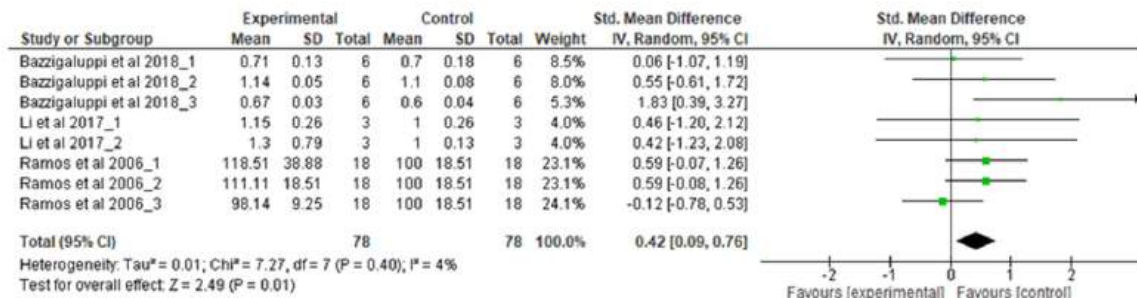 Experimental Control Std. Mean Difference Std. Mean Difference
Study or Subgroup Mean SD Total Mean SD Total Weight IV, Random, 95% CI IV, Random, 95% CI
Bazzigaluppi et al 2018_1 0.71 0.13 6 0.7 0.18 6 8.5% 0.06 [-1.07, 1.19]
Bazzigaluppi et al 2018_2 1.14 0.05 6 1.1 0.08 6 8.0% 0.55 [-0.61, 1.72]
Bazzigaluppi et al 2018_3 0.67 0.03 6 0.6 0.04 6 5.3% 1.83 [0.39, 3.27]
Li et al 2017_1 1.15 0.26 3 1 0.26 3 4.0% 0.46 [-1.20, 2.12]
Li et al 2017_2 1.3 0.79 3 1 0.13 3 4.0% 0.42 [-1.23, 2.08]
Ramos et al 2006_1 118.51 38.88 18 100 18.51 18 23.1% 0.59 [-0.07, 1.26]
Ramos et al 2006_2 111.11 18.51 18 100 18.51 18 23.1% 0.59 [-0.08, 1.26]
Ramos et al 2006_3 98.14 9.25 18 100 18.51 18 24.1% -0.12 [-0.78, 0.53]
Total (95% CI) 78 78 100.0% 0.42 [0.09, 0.76]
Heterogeneity: Tau² = 0.01; Chi² = 7.27, df = 7 (P = 0.40); I² = 4%
Test for overall effect: Z = 2.49 (P = 0.01)
-2 -1 0 1 2
Favours [experimental] Favours [control]